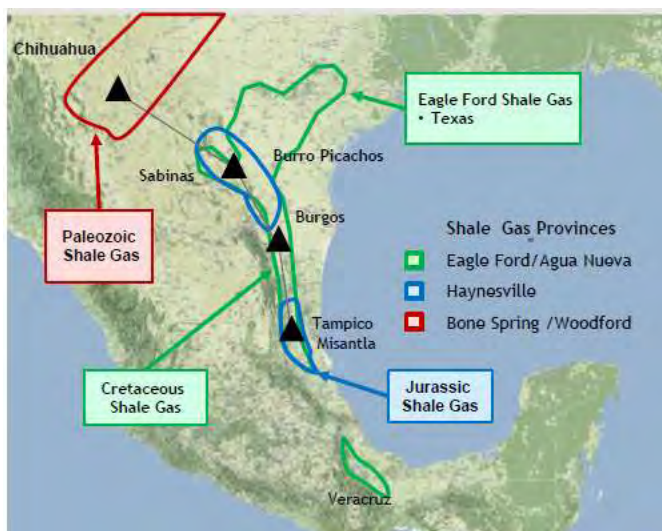 Chihuahua
Eagle Ford Shale Gas
• Texas
Burro Picachos
Sabinas
Burgos
Paleozoic
Shale Gas
Shale Gas Provinces
Eagle Ford/Agua Nueva
Haynesville
Bone Spring /Woodford
Tampico
Misantla
Cretaceous
Shale Gas
Jurassic
Shale Gas
Veracruz